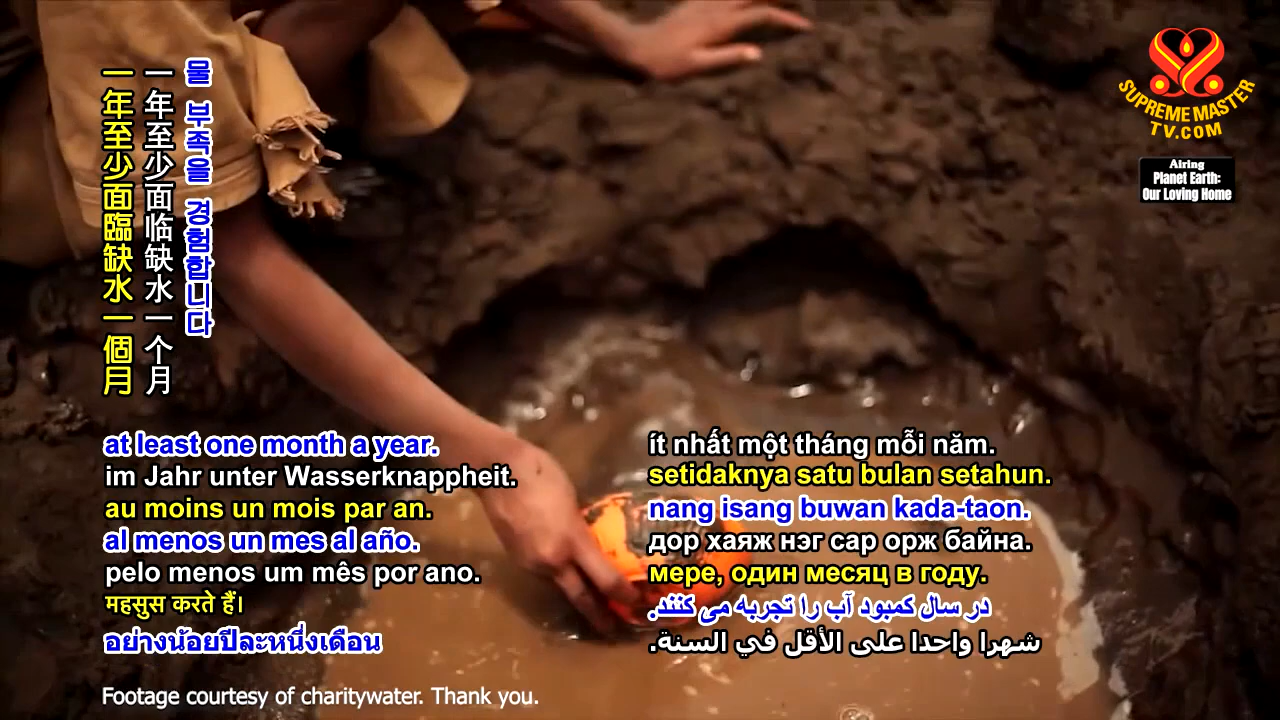 一年至少面臨缺水一個月
一年至少面临缺水一个月
물 부족을 경험합니다
SUPREME MASTER
TV.COM
Airing
Planet Earth:
Our Loving Home
at least one month a year.
im Jahr unter Wasserknappheit.
au moins un mois par an.
al menos un mes al año.
pelo menos um mês por ano.
महसुस करते हैं।
อย่างน้อยปีละหนึ่งเดือน
ít nhất một tháng mỗi năm.
setidaknya satu bulan setahun.
nang isang buwan kada-taon.
дор хаяж нэг сар орж байна.
мере, один месяц в году.
در سال کمبود آب را تجربه می کنند.
شهرا واحدا على الأقل في السنة.
Footage courtesy of charitywater. Thank you.